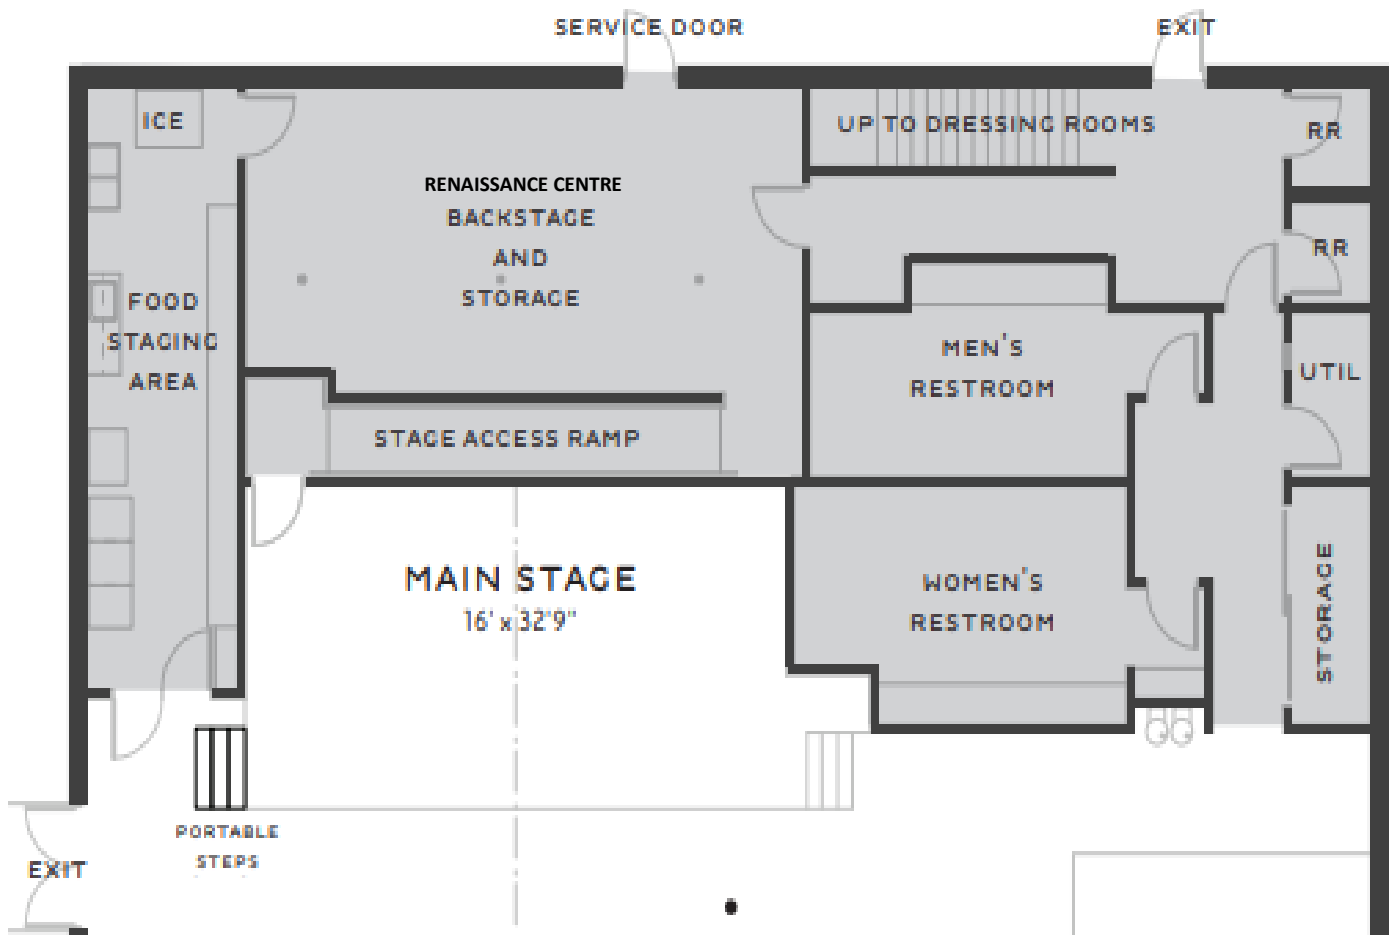 SERVICE DOOR
EXIT
ICE
UP TO DRESSING ROOMS
RR
RENAISSANCE CENTRE
BACKSTAGE
AND
STORAGE
RR
FOOD
STAGING
AREA
MEN'S
RESTROOM
UTIL
STAGE ACCESS RAMP
MAIN STAGE
16' x 32'9"
WOMEN'S
RESTROOM
STORAGE
PORTABLE
STEPS
EXIT